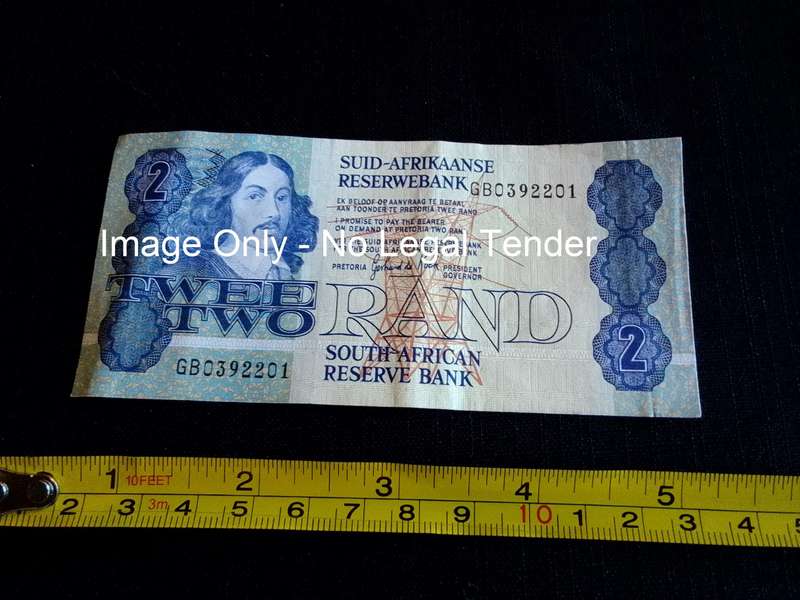 SUID-AFRIKAANSE
RESERWEBANK
GB0392201
EK BELOOF OP AANVRAAG TE BETAAL
AAN TOONDER TE PRETORIA TWEE RAND
I PROMISE TO PAY THE BEARER
ON DEMAND AT PRETORIA TWO RAND
Image Only - No Legal Tender
PRETORIA
PRESIDENT
GOVERNOR
2
TWEE
TWO
RAND
SOUTH AFRICAN
RESERVE BANK
GB0392201
2
1 10FEET 2 3 4 5
2 3 3m 4 5 6 7 8 9 10 1 2 3 4 5